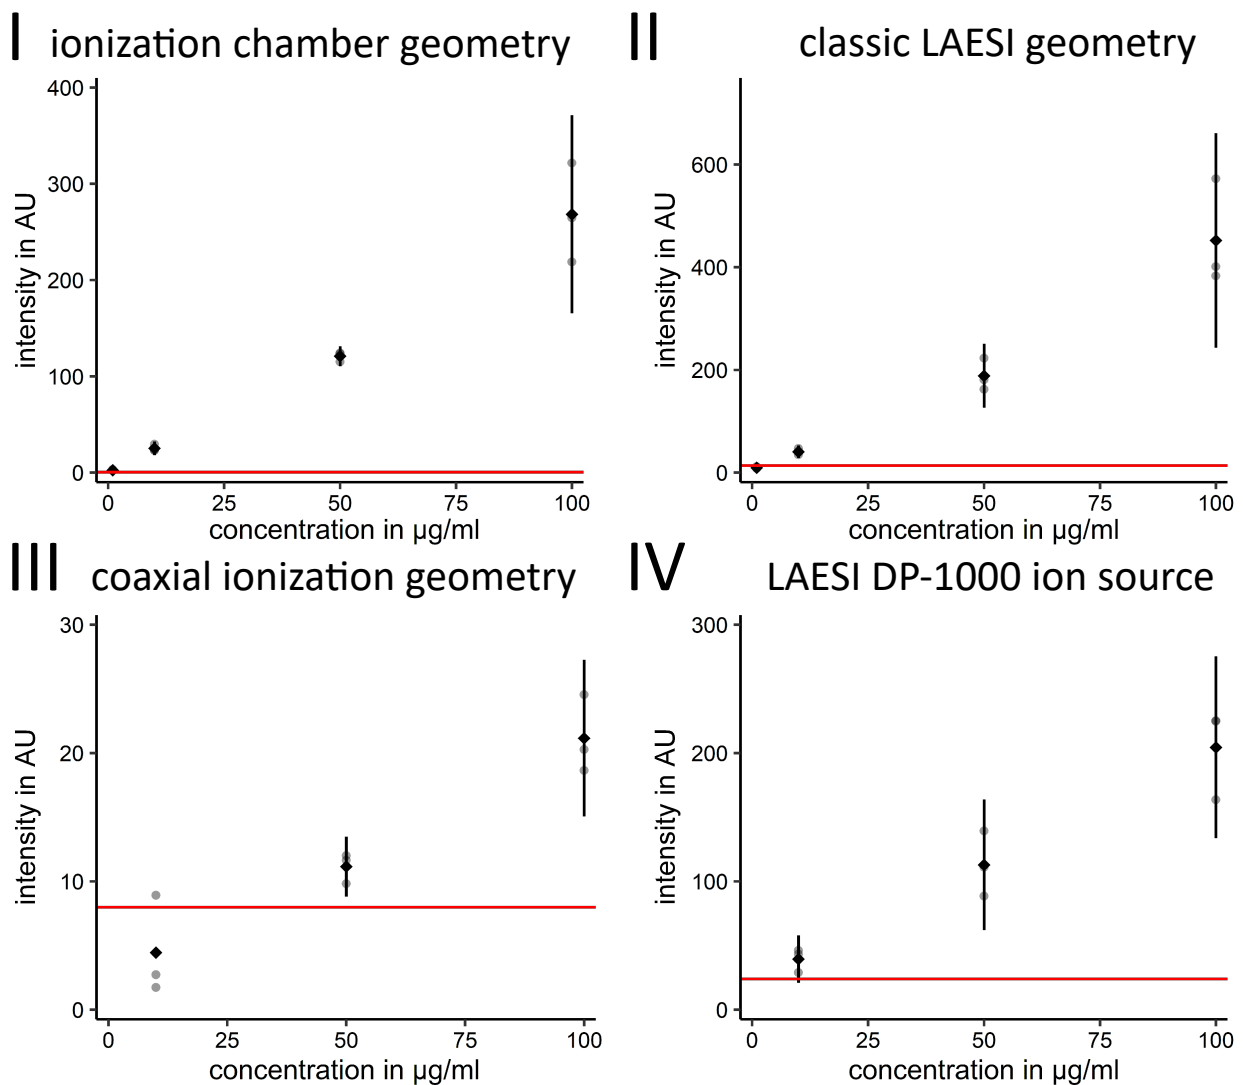 I ionization chamber geometry
400
300
200
100
0
intensity in AU
0 25 50 75 100
concentration in µg/ml
II classic LAESI geometry
600
400
200
0
intensity in AU
0 25 50 75 100
concentration in µg/ml
III coaxial ionization geometry
30
20
10
0
intensity in AU
0 25 50 75 100
concentration in µg/ml
IV LAESI DP-1000 ion source
300
200
100
0
intensity in AU
0 25 50 75 100
concentration in µg/ml